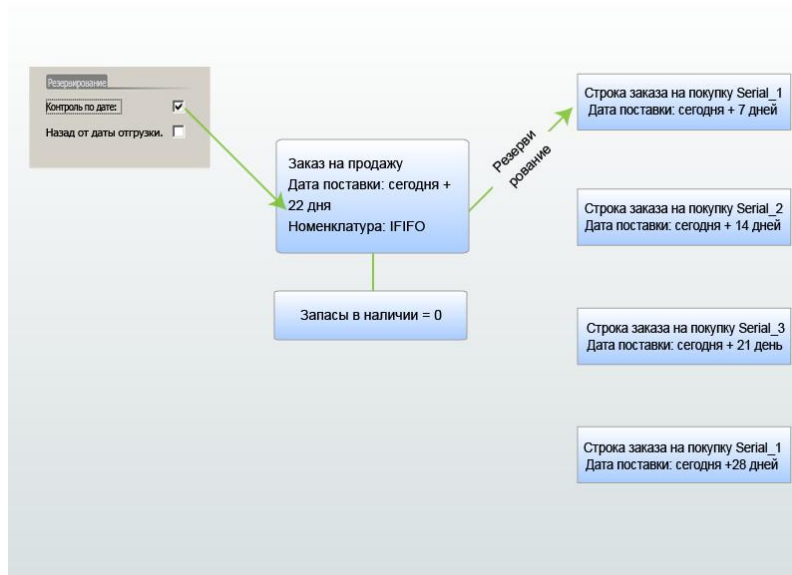 Резервирование
Контроль по дате:
Назад от даты отгрузки.
Заказ на продажу
Дата поставки: сегодня +
22 дня
Номенклатура: IFIFO
Запасы в наличии = 0
Резерви
рование
Строка заказа на покупку Serial_1
Дата поставки: сегодня + 7 дней
Строка заказа на покупку Serial_2
Дата поставки: сегодня + 14 дней
Строка заказа на покупку Serial_3
Дата поставки: сегодня + 21 день
Строка заказа на покупку Serial_1
Дата поставки: сегодня +28 дней